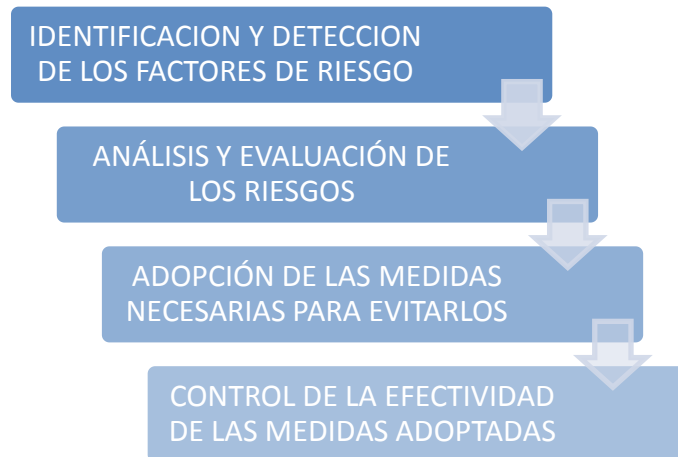 IDENTIFICACION Y DETECCION
DE LOS FACTORES DE RIESGO
ANÁLISIS Y EVALUACIÓN DE
LOS RIESGOS
ADOPCIÓN DE LAS MEDIDAS
NECESARIAS PARA EVITARLOS
CONTROL DE LA EFECTIVIDAD
DE LAS MEDIDAS ADOPTADAS